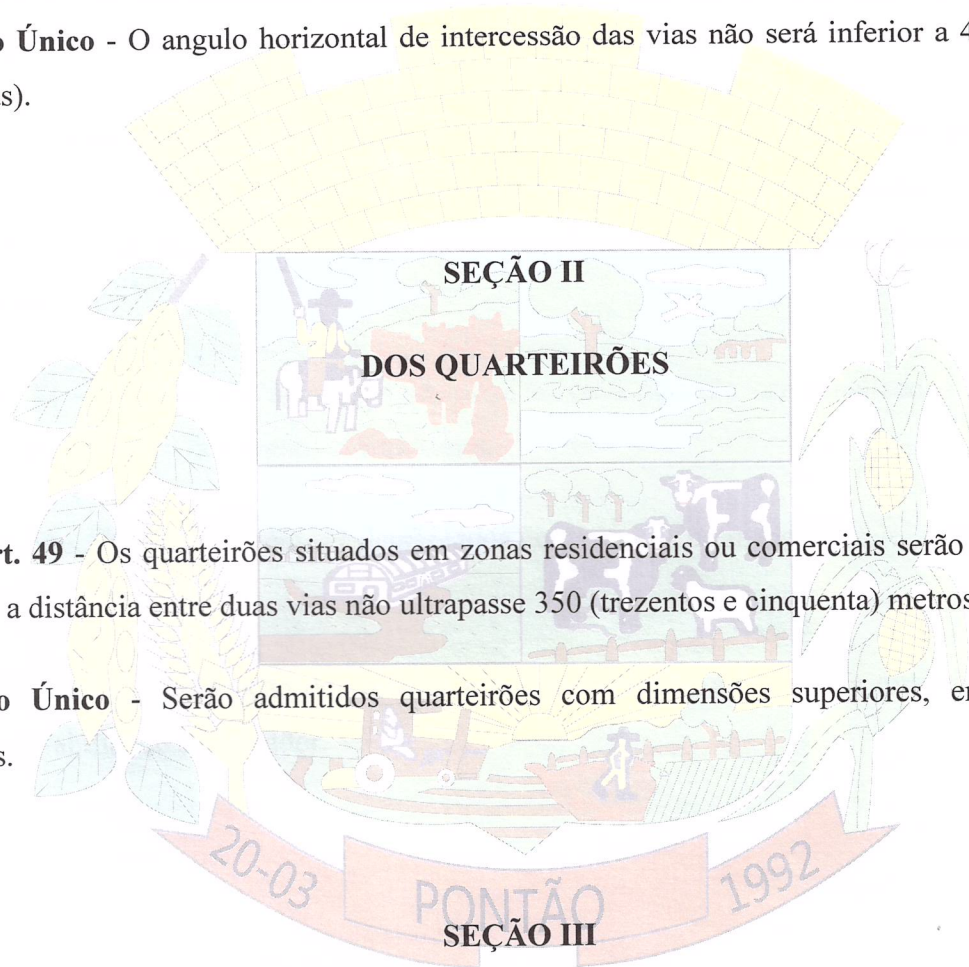 o Único - O angulo horizontal de intercessão das vias não será inferior a 4
s).
SEÇÃO II
DOS QUARTEIRÕES
rt. 49 - Os quarteirões situados em zonas residenciais ou comerciais serão
a distância entre duas vias não ultrapasse 350 (trezentos e cinquenta) metros
o Único - Serão admitidos quarteirões com dimensões superiores, e
s.
20-03 PONTÃO 1992
SEÇÃO III